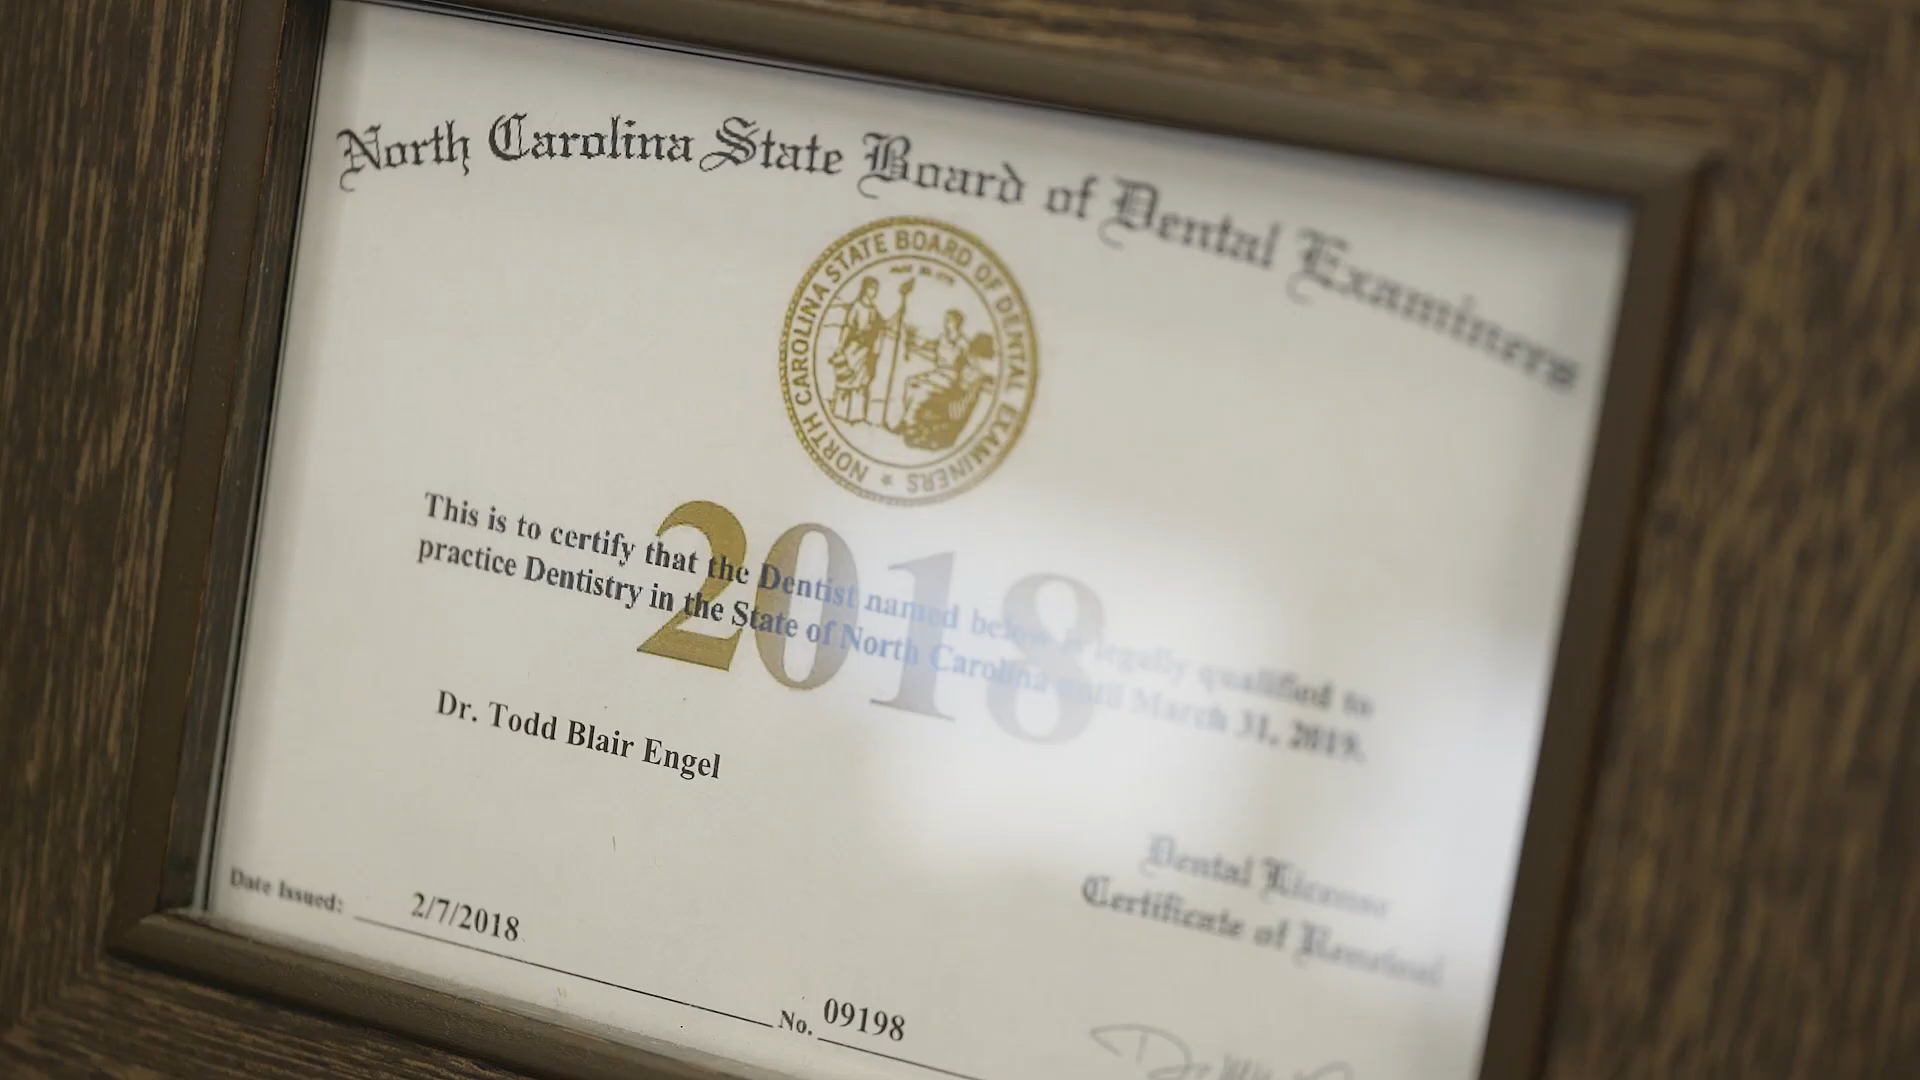 North Carolina State Board of Dental Examiners
NORTH CAROLINA STATE BOARD OF DENTAL EXAMINERS
2018
This is to certify that the Dentist named below is legally qualified to
practice Dentistry in the State of North Carolina until March 31, 2019.
Dr. Todd Blair Engel
Dental License
Certificate of Renewal
Date Issued: 2/7/2018
No. 09198